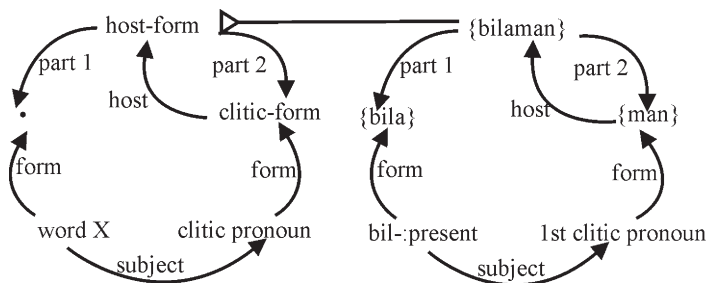 host-form {bilaman}
part 1 part 2 part 1 part 2
host host
. clitic-form {bila} {man}
form form form form
word X clitic pronoun bil-:present 1st clitic pronoun
subject subject